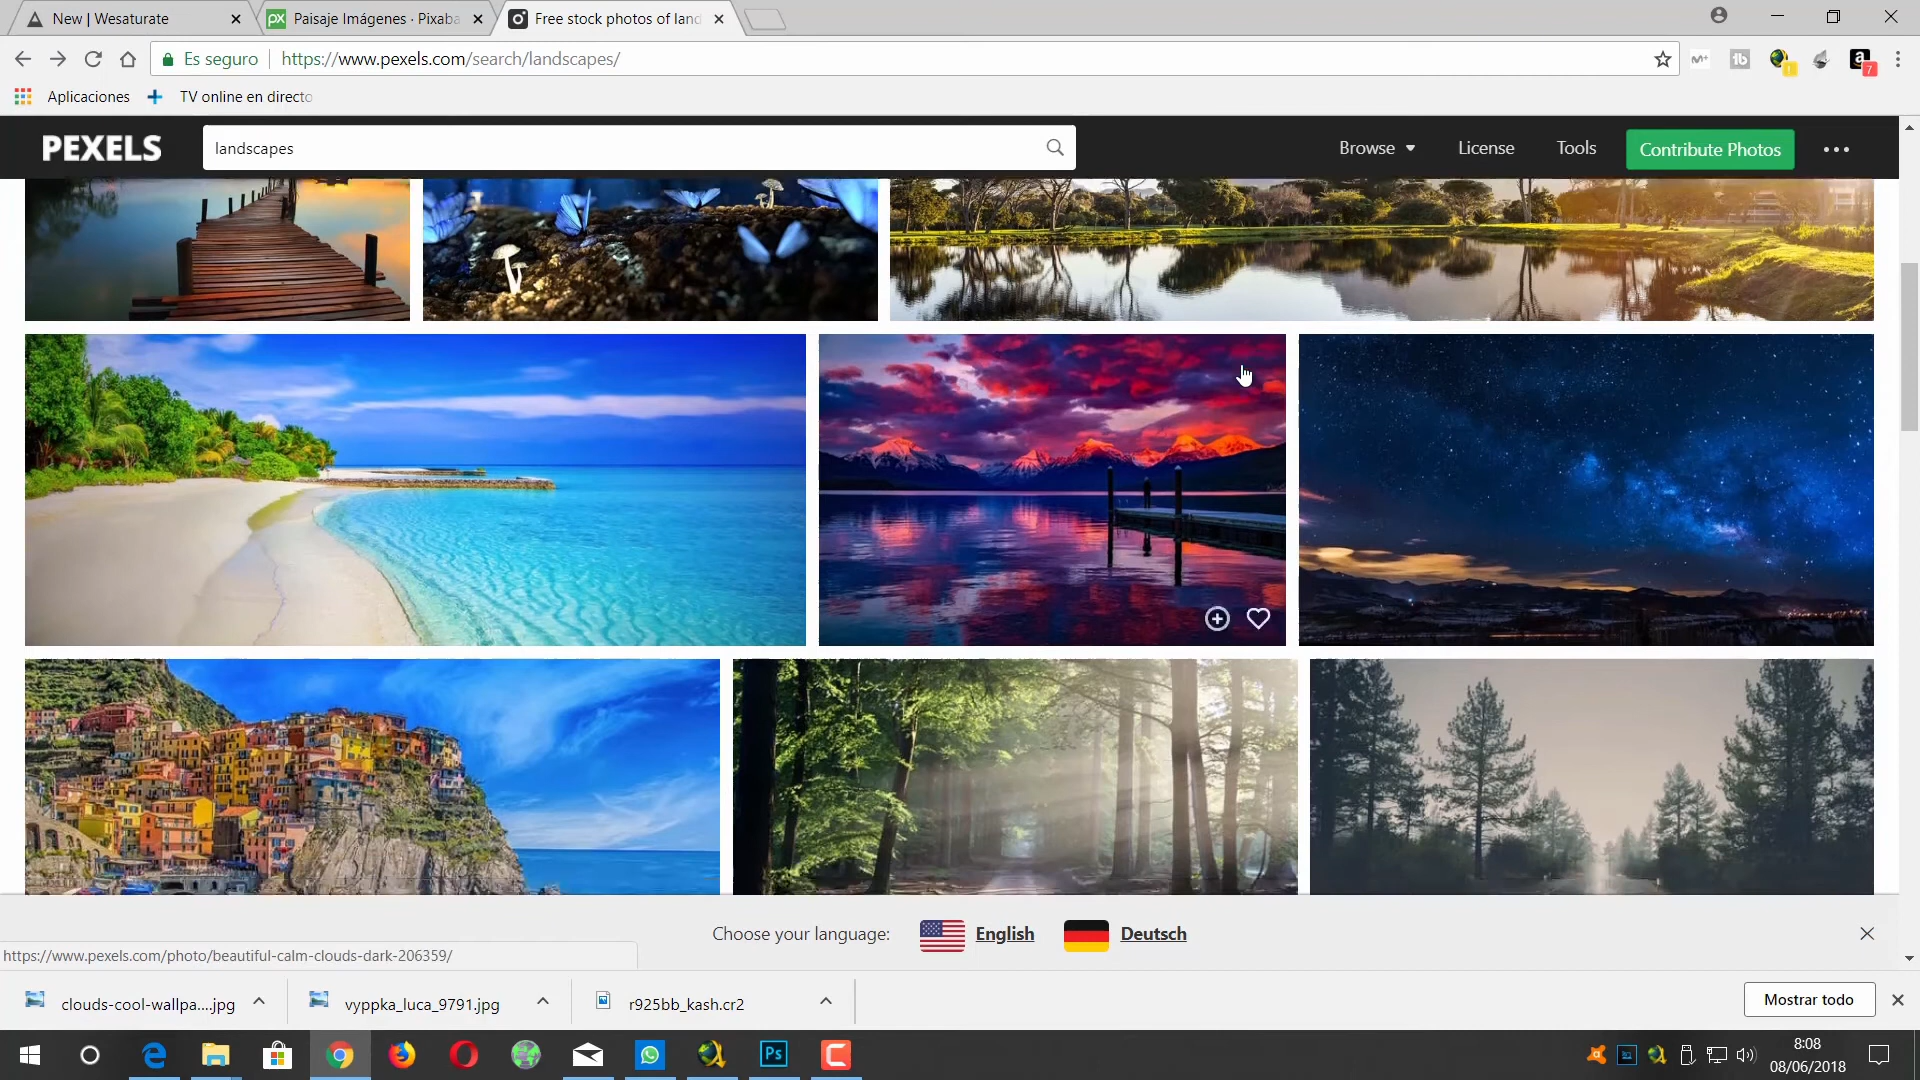 New | Wesaturate
Paisaje Imágenes · Pixaba
Free stock photos of land
Es seguro
https://www.pexels.com/search/landscapes/
1
7
Aplicaciones
TV online en directo
PEXELS
landscapes
Browse
License
Tools
Contribute Photos
Choose your language:
English
Deutsch
https://www.pexels.com/photo/beautiful-calm-clouds-dark-206359/
clouds-cool-wallpa....jpg
vyppka_luca_9791.jpg
r925bb_kash.cr2
Mostrar todo
Ps
8:08
08/06/2018